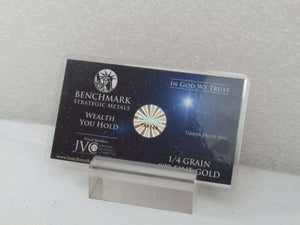 BENCHMARK
STRATEGIC METALS
WEALTH
YOU HOLD
JVC
IN GOD WE TRUST
TAMPER PROOF SEAL
1/4 GRAIN
GOLD